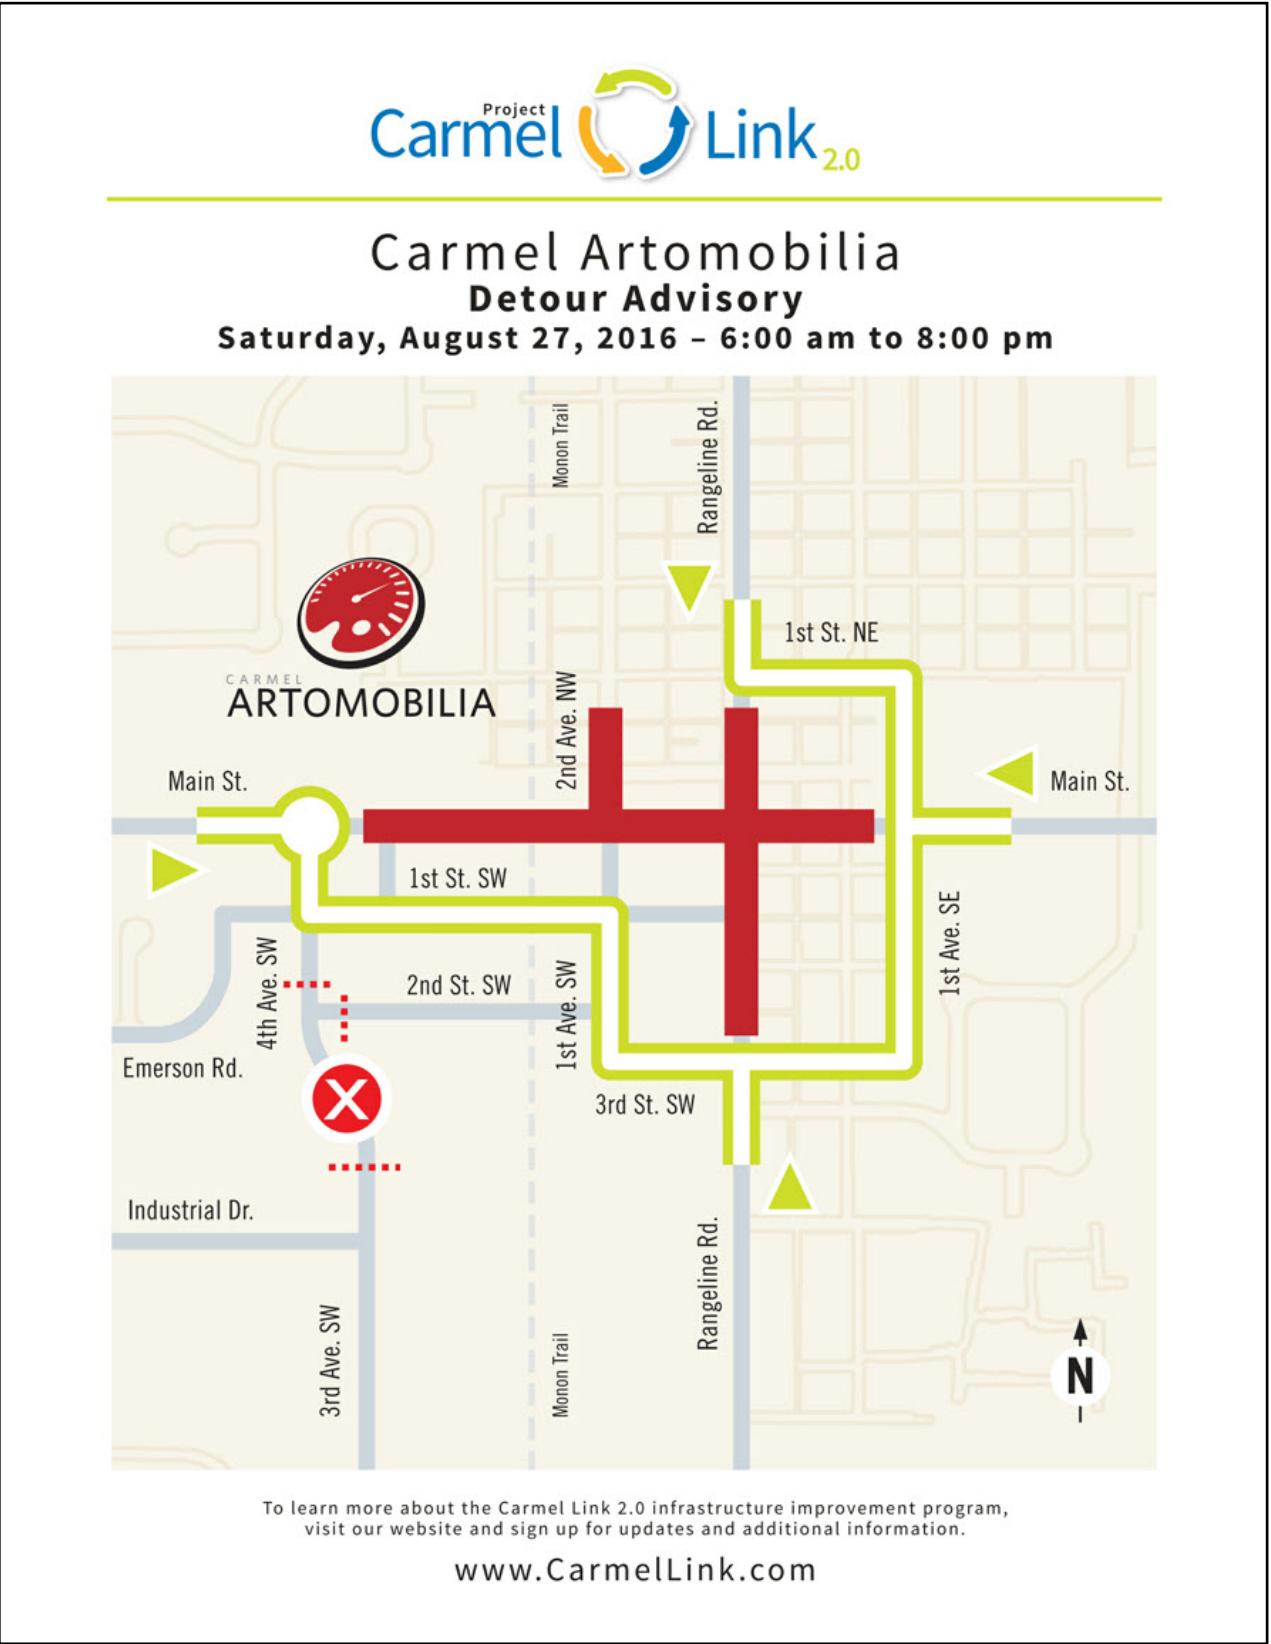 Project
Carmel Link 2.0
Carmel Artomobilia
Detour Advisory
Saturday, August 27, 2016 – 6:00 am to 8:00 pm
Monon Trail
Rangeline Rd.
1st St. NE
CARMEL
ARTOMOBILIA
2nd Ave. NW
Main St.
Main St.
1st St. SW
4th Ave. SW
2nd St. SW
1st Ave. SW
1st Ave. SE
Emerson Rd.
X
3rd St. SW
Industrial Dr.
Rangeline Rd.
3rd Ave. SW
Monon Trail
N
To learn more about the Carmel Link 2.0 infrastructure improvement program,
visit our website and sign up for updates and additional information.
www.CarmelLink.com